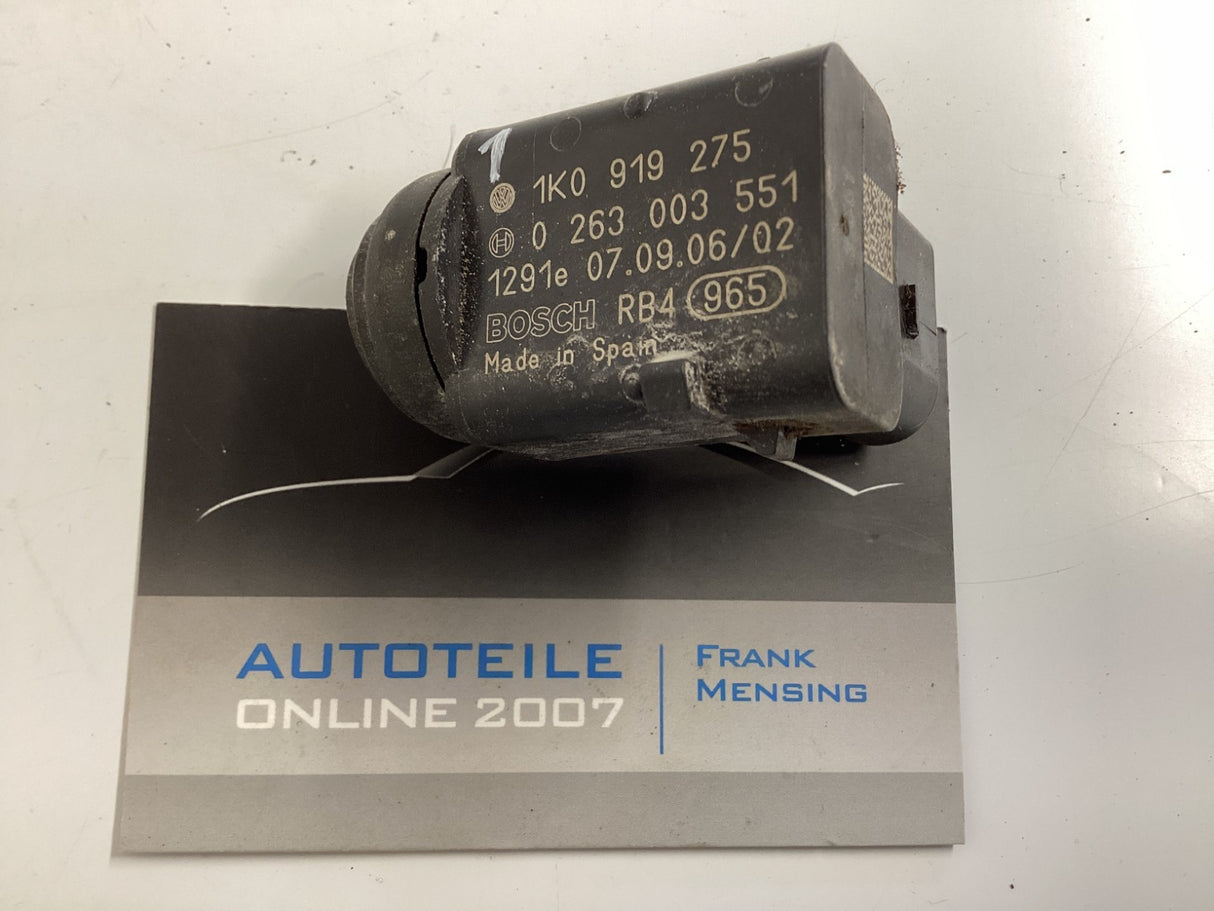 1
1K0 919 275
0 263 003 551
1291e 07.09.06/02
BOSCH RB4 965
Made in Spain
AUTOTEILE
ONLINE 2007
FRANK
MENSING